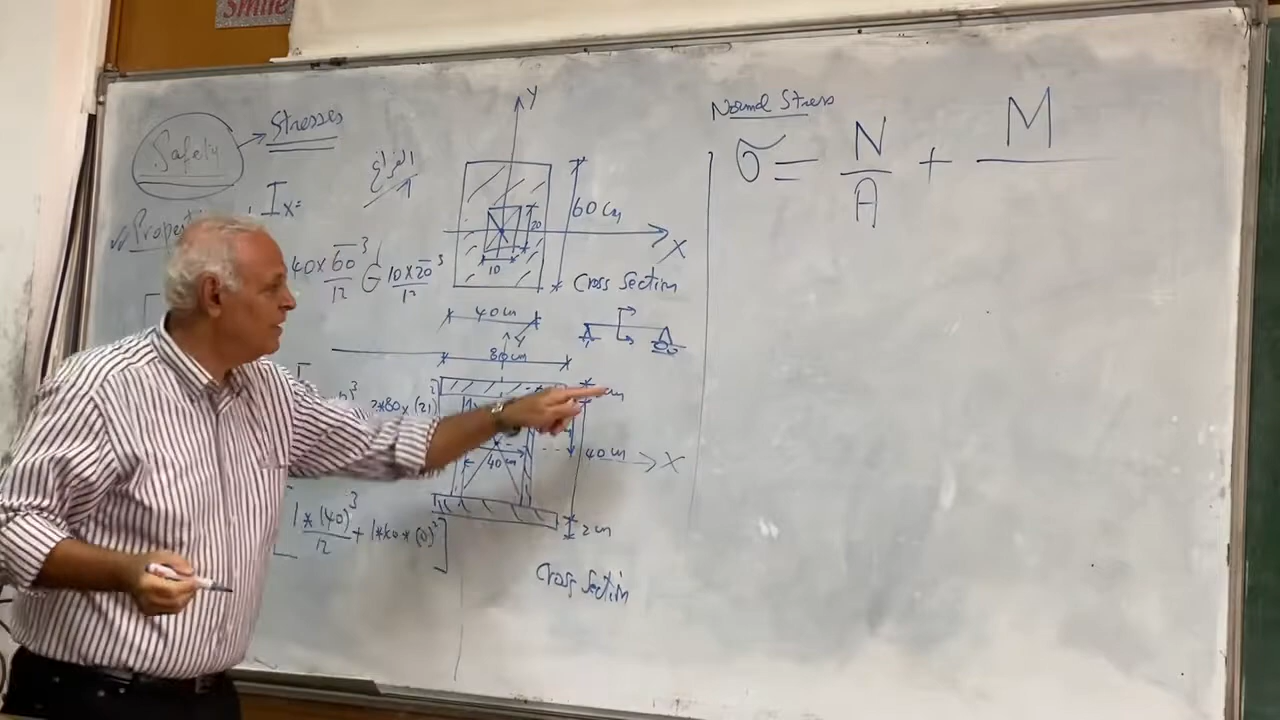 Smile
Safety
Stresses
Ix=
40×60³
12
10×20³
12
Y
60 cm
20
10
X
Cross Section
40 cm
Y
80 cm
2*80*(21)²
cm
40 cm
40 cm
X
1*(40)³
12
+ 1*40*(0)²]
2 cm
Cross Section
Normal Stress
σ = N/A + M